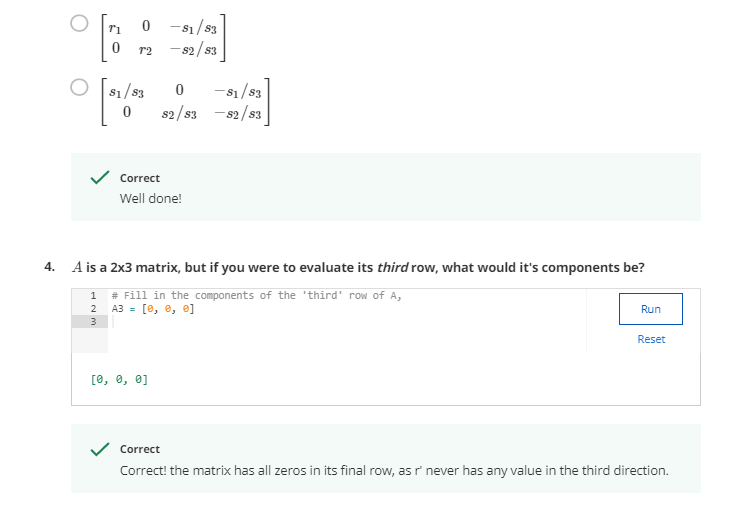 r1 0 −s1/s3
0 r2 −s2/s3
s1/s3 0 −s1/s3
0 s2/s3 −s2/s3
Correct
Well done!
4. A is a 2x3 matrix, but if you were to evaluate its third row, what would it's components be?
1 # Fill in the components of the 'third' row of A,
2 A3 = [0, 0, 0]
3
Run
Reset
[0, 0, 0]
Correct
Correct! the matrix has all zeros in its final row, as r' never has any value in the third direction.